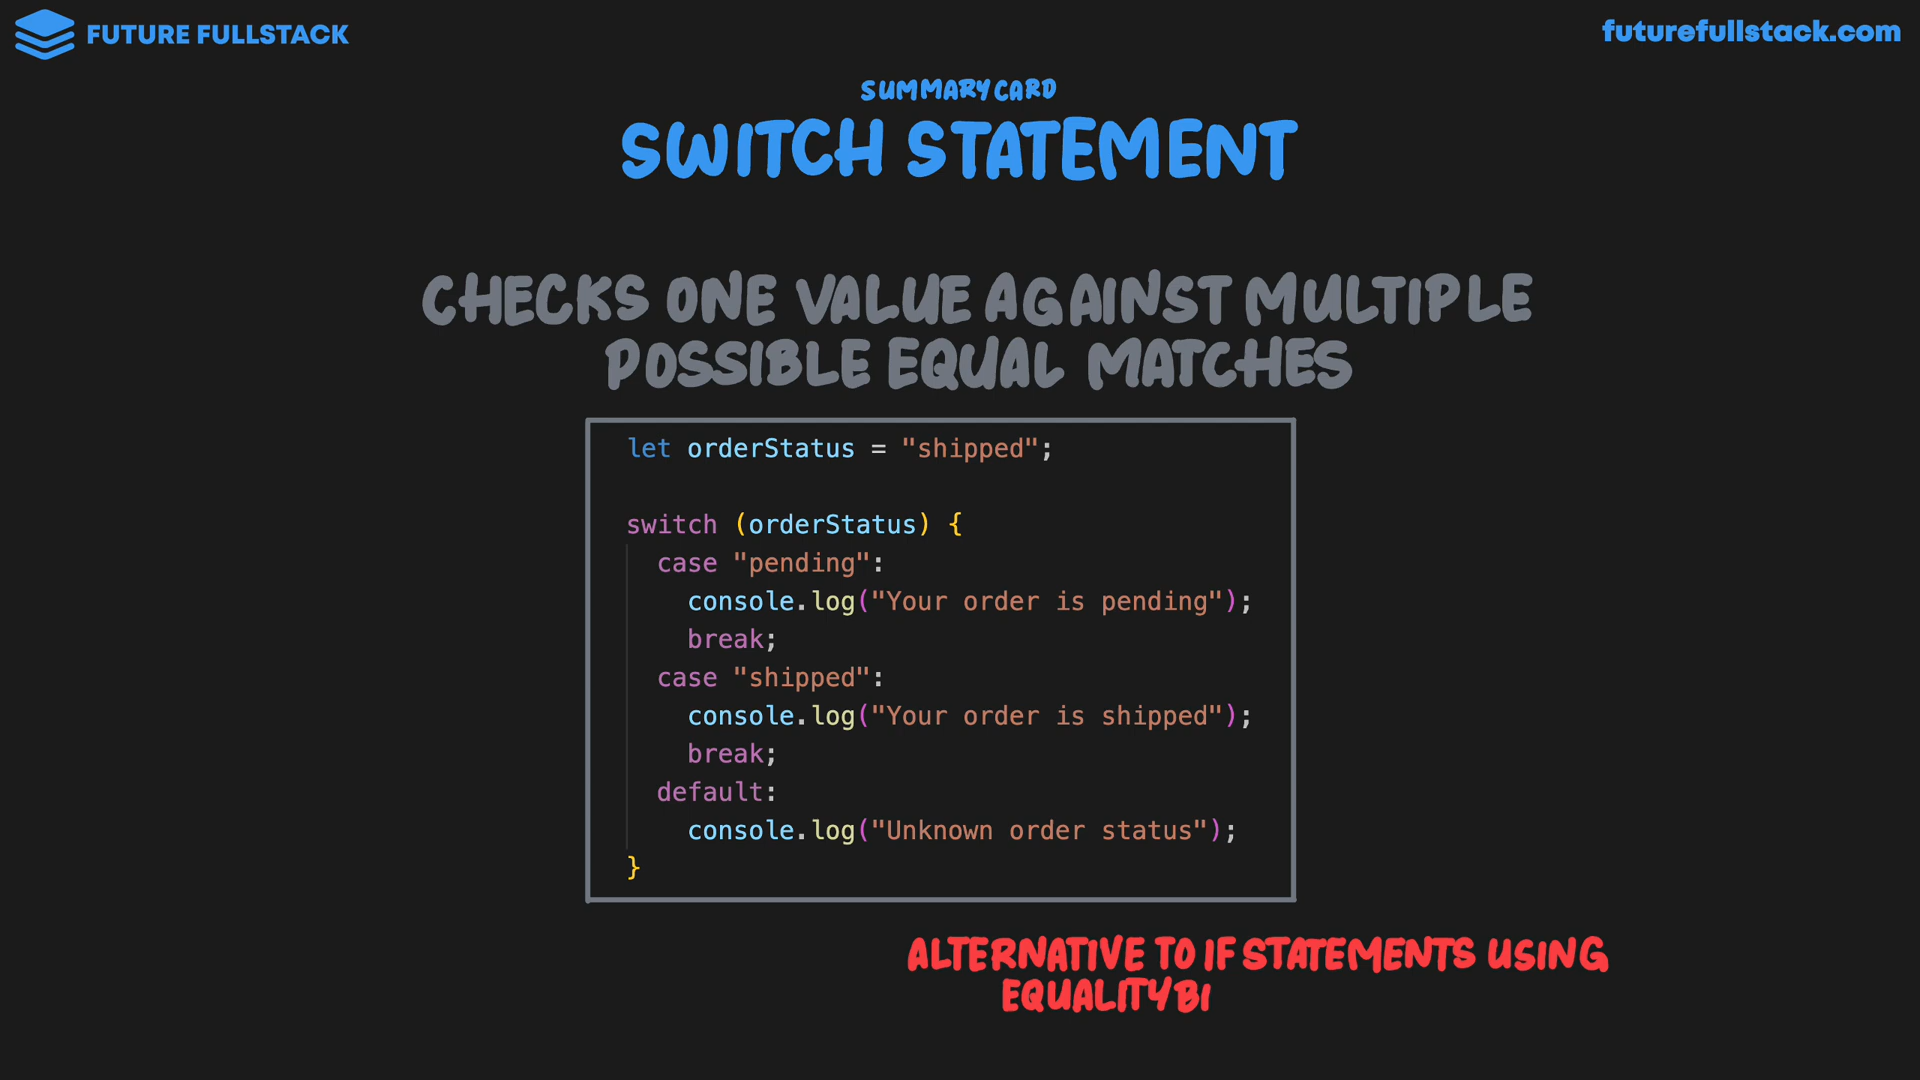 FUTURE FULLSTACK
futurefullstack.com
SUMMARY CARD
SWITCH STATEMENT
CHECKS ONE VALUE AGAINST MULTIPLE
POSSIBLE EQUAL MATCHES
let orderStatus = "shipped";
switch (orderStatus) {
case "pending":
console.log("Your order is pending");
break;
case "shipped":
console.log("Your order is shipped");
break;
default:
console.log("Unknown order status");
}
ALTERNATIVE TO IF STATEMENTS USING
EQUALITY BI